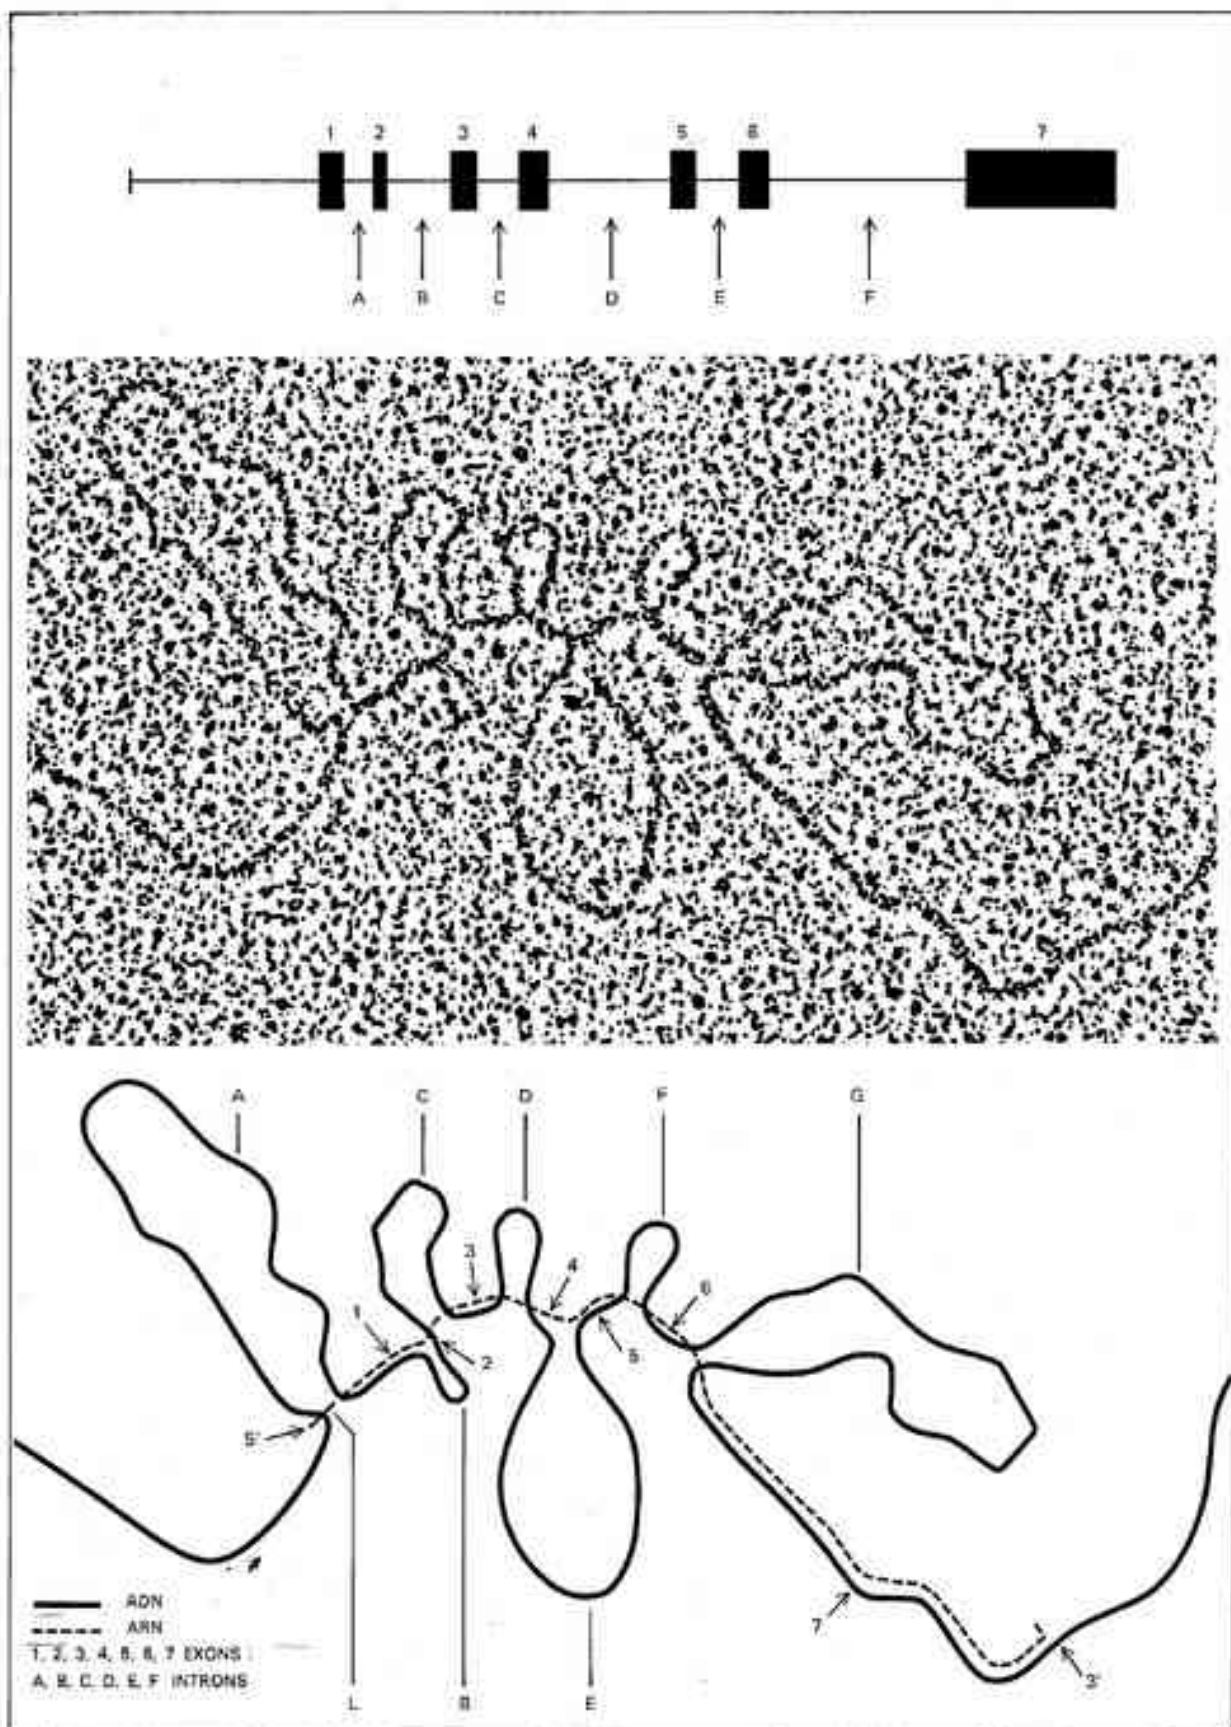 1 2 3 4 5 6 7
A B C D E F
A C D F G
3
4
1
6
2
5
5'
7
3'
ADN
ARN
1, 2, 3, 4, 5, 6, 7 EXONS :
A, B, C, D, E, F INTRONS
L B E